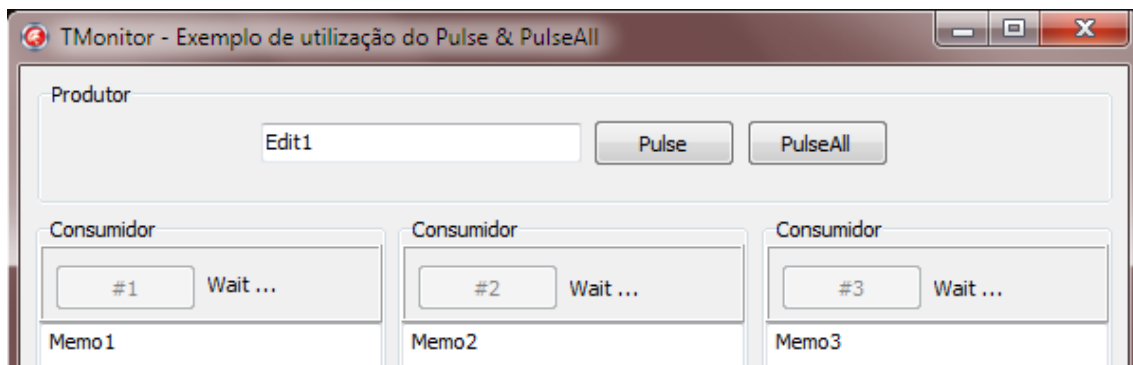 TMonitor - Exemplo de utilização do Pulse & PulseAll
Produtor
Edit1 Pulse PulseAll
Consumidor Consumidor Consumidor
#1 Wait ... #2 Wait ... #3 Wait ...
Memo1 Memo2 Memo3